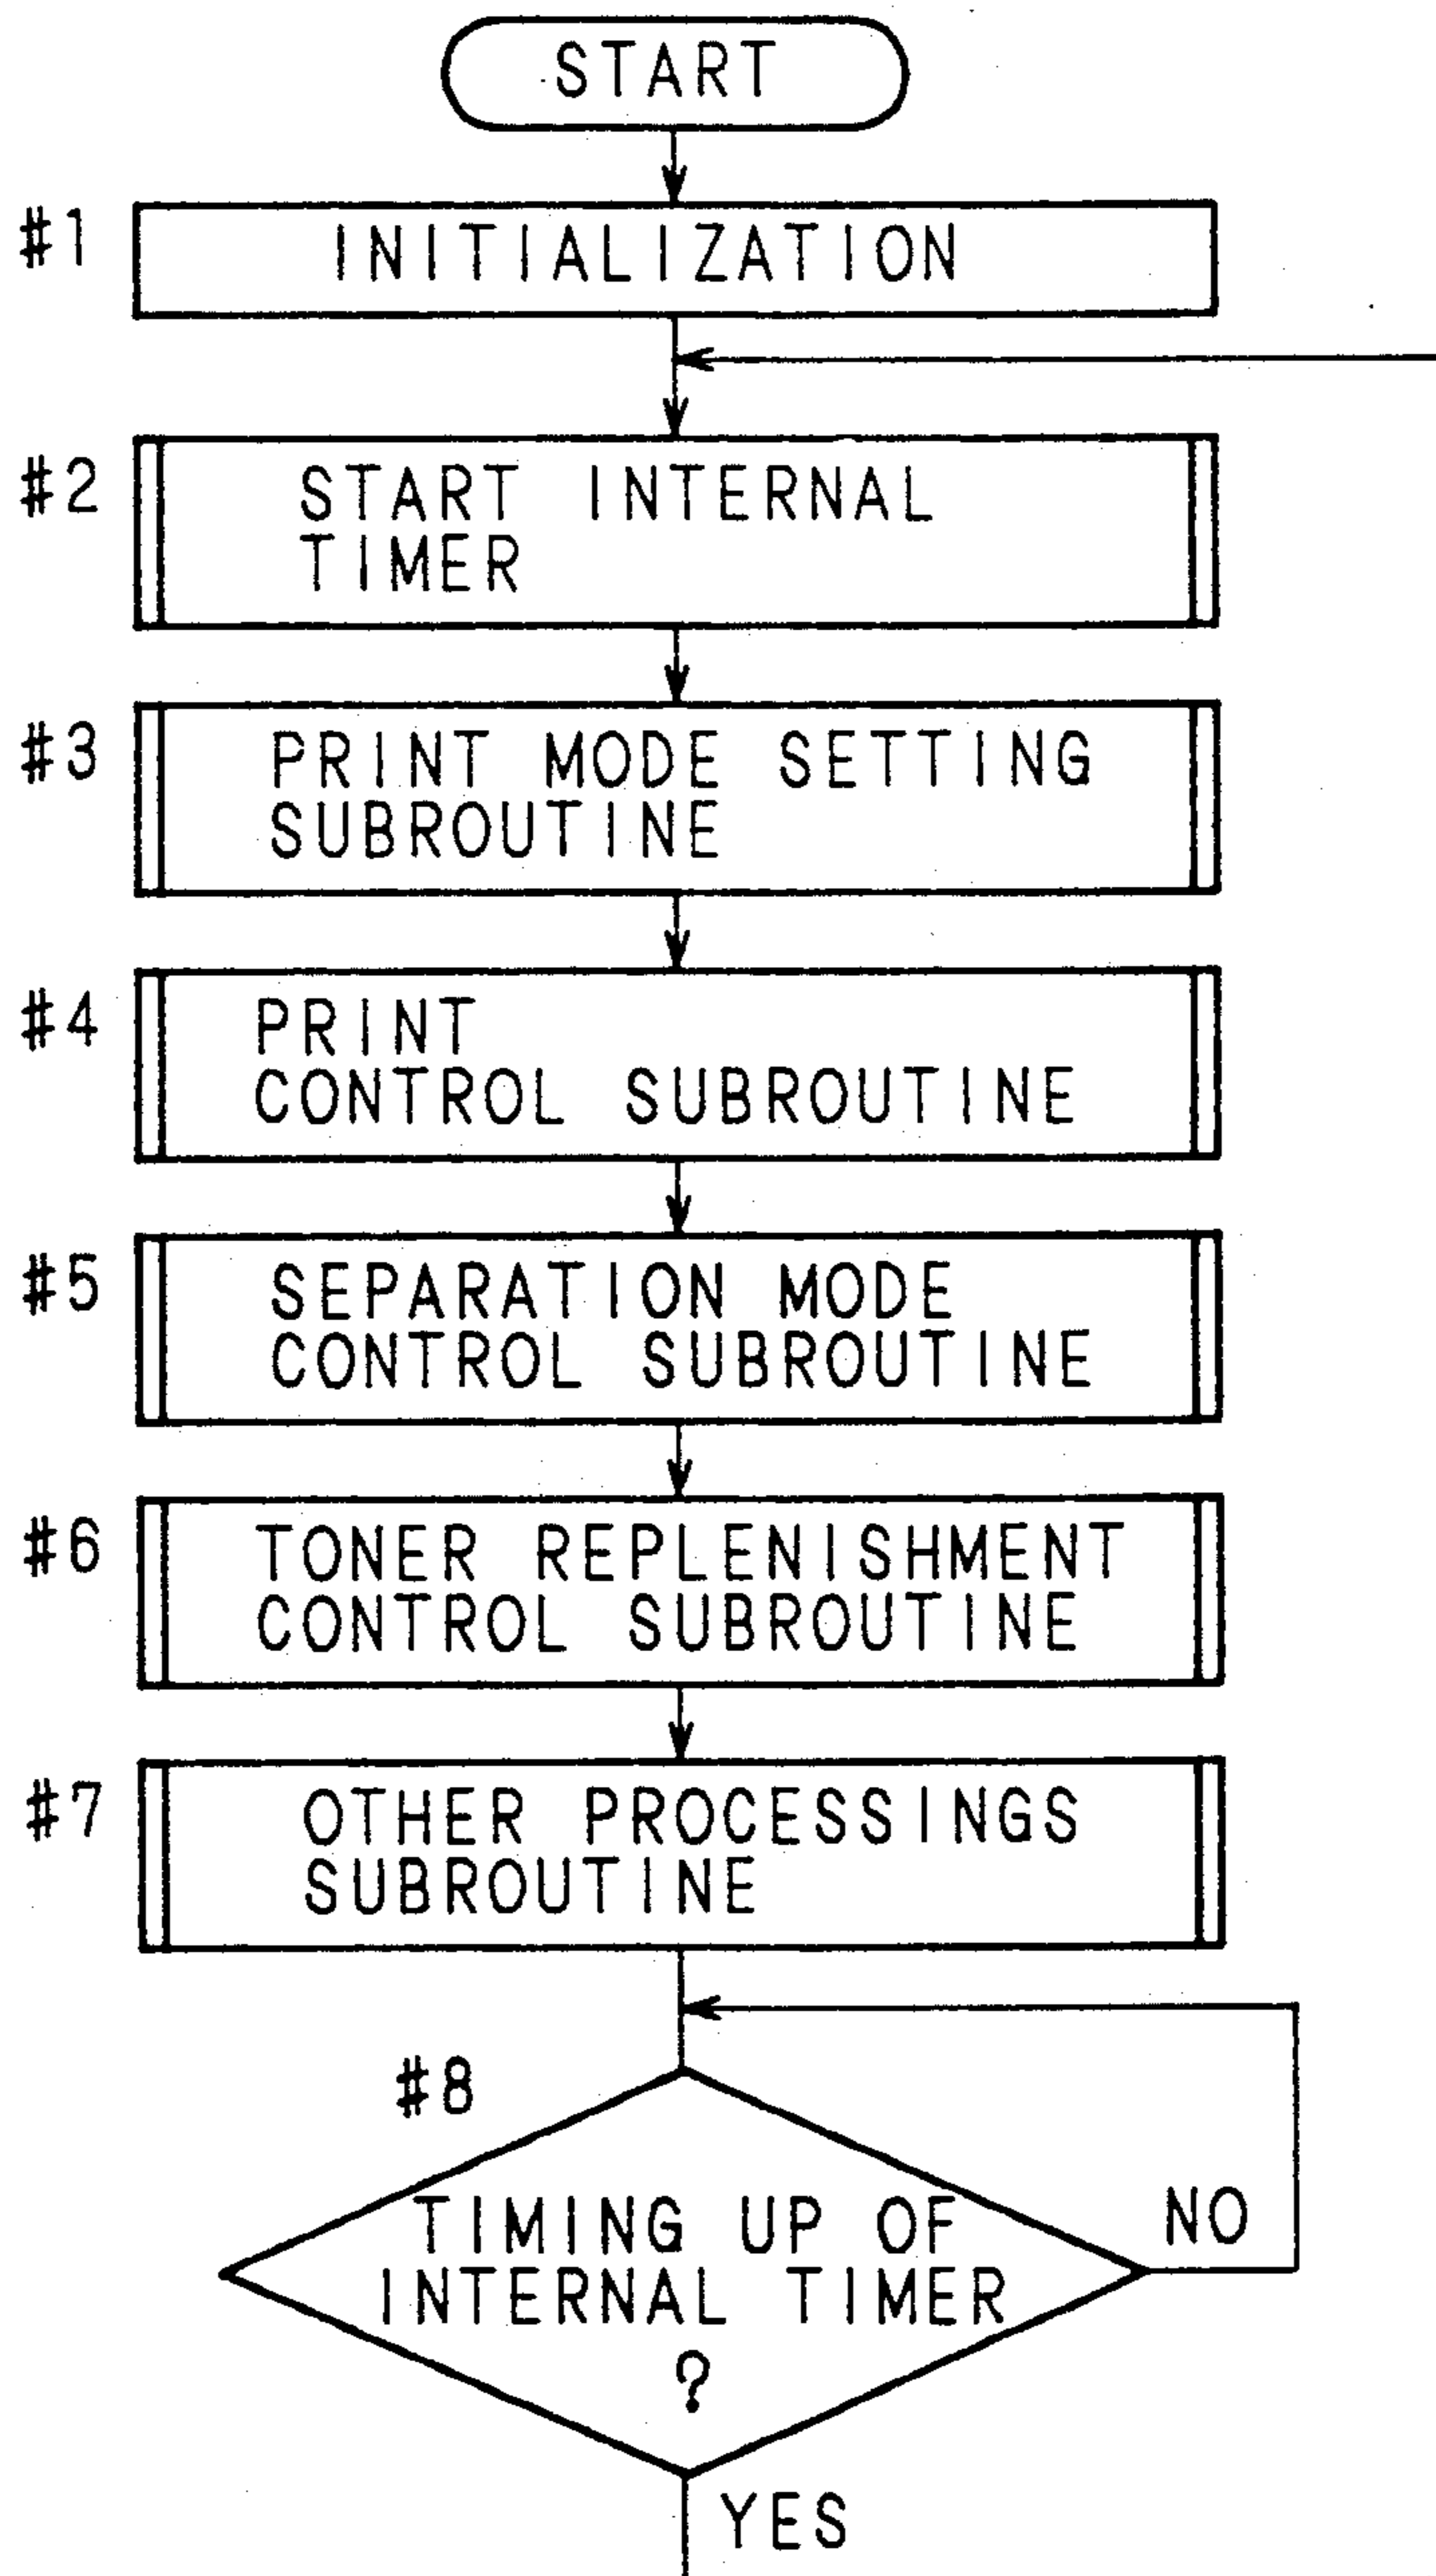 START
#1 INITIALIZATION
#2 START INTERNAL
TIMER
#3 PRINT MODE SETTING
SUBROUTINE
#4 PRINT
CONTROL SUBROUTINE
#5 SEPARATION MODE
CONTROL SUBROUTINE
#6 TONER REPLENISHMENT
CONTROL SUBROUTINE
#7 OTHER PROCESSINGS
SUBROUTINE
#8
TIMING UP OF
INTERNAL TIMER
?
NO
YES